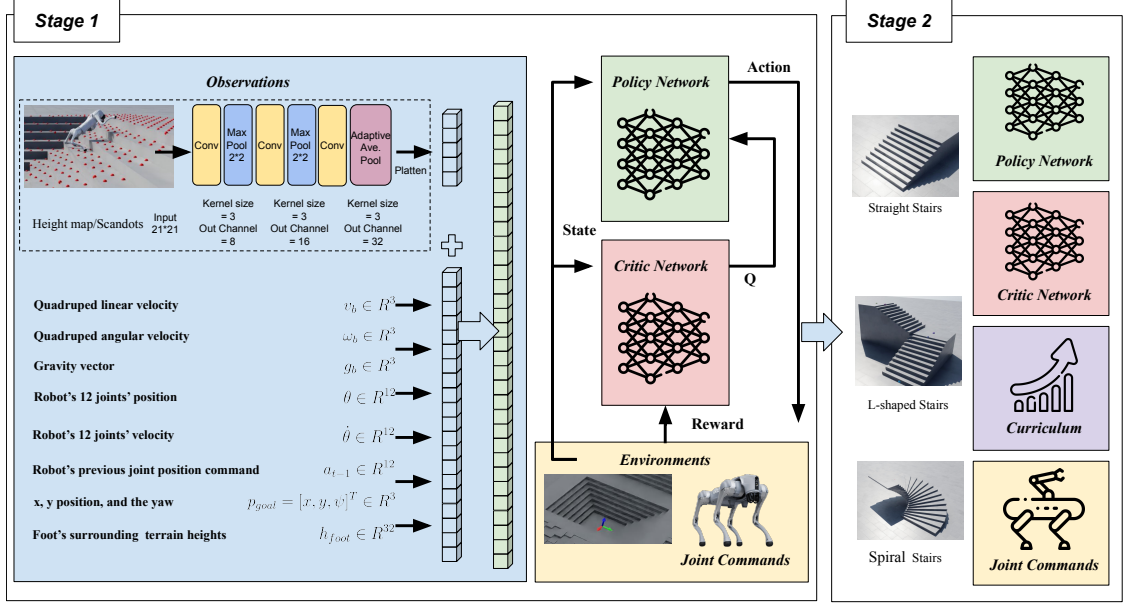 Stage 1
Observations
Conv
Max
Pool
2*2
Conv
Max
Pool
2*2
Conv
Adaptive
Ave.
Pool
Platten
Height map/Scandots
Input
21*21
Kernel size
= 3
Out Channel
= 8
Kernel size
= 3
Out Channel
= 16
Kernel size
= 3
Out Channel
= 32
Quadruped linear velocity v_b ∈ R^3
Quadruped angular velocity ω_b ∈ R^3
Gravity vector g_b ∈ R^3
Robot's 12 joints' position θ ∈ R^12
Robot's 12 joints' velocity θ̇ ∈ R^12
Robot's previous joint position command a_{t−1} ∈ R^12
x, y position, and the yaw p_{goal} = [x, y, ψ]^T ∈ R^3
Foot's surrounding terrain heights h_{foot} ∈ R^32
Policy Network
Action
State
Critic Network
Q
Reward
Environments
Joint Commands
Stage 2
Straight Stairs
L-shaped Stairs
Spiral Stairs
Policy Network
Critic Network
Curriculum
Joint Commands